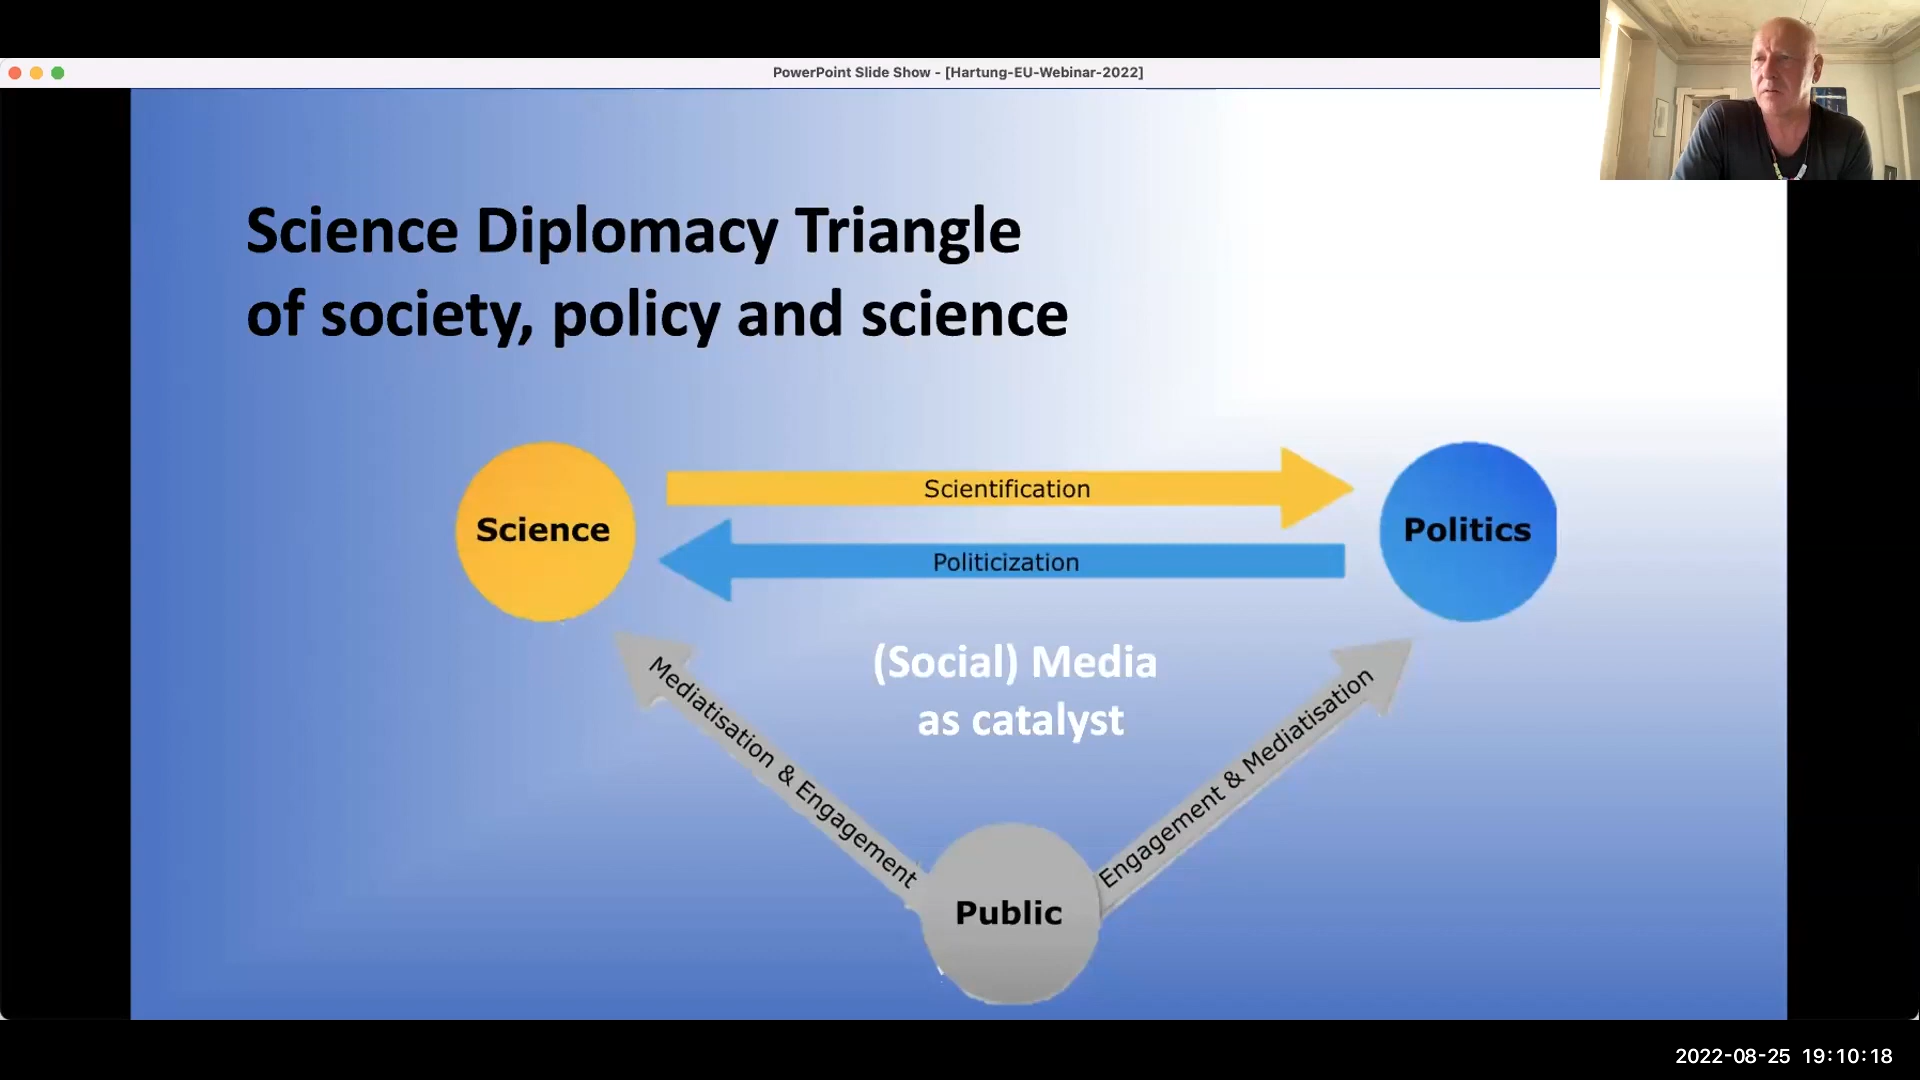 PowerPoint Slide Show - [Hartung-EU-Webinar-2022]
Science Diplomacy Triangle
of society, policy and science
Scientification
Science
Politics
Politicization
(Social) Media
as catalyst
Mediatisation & Engagement
Engagement & Mediatisation
Public
2022-08-25 19:10:18